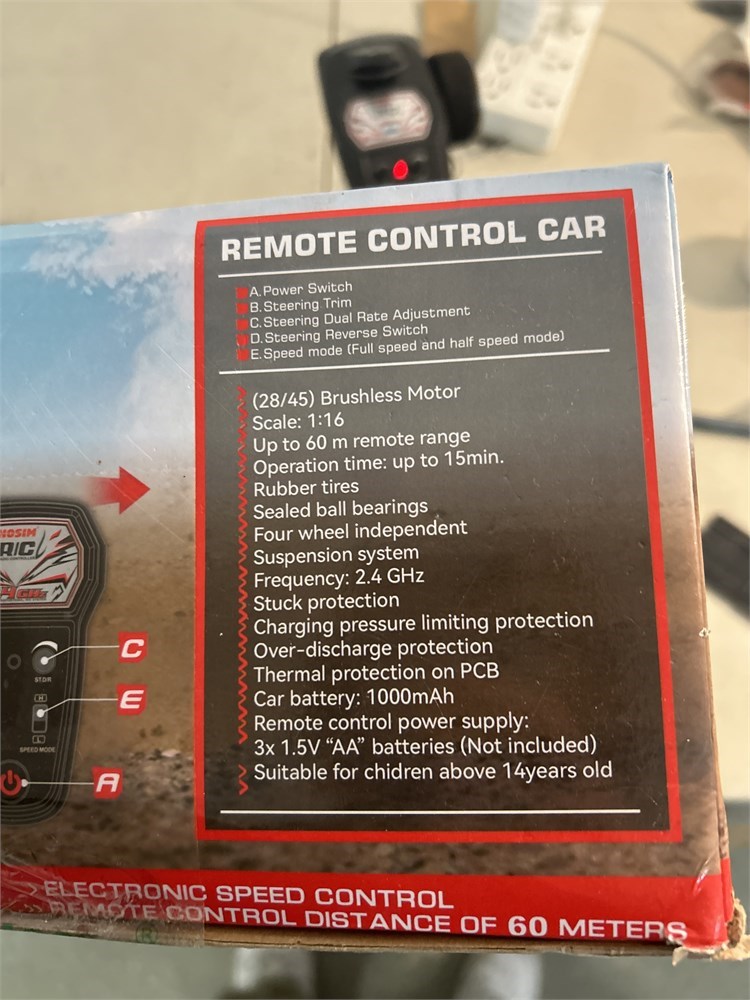 REMOTE CONTROL CAR
A.Power Switch
B.Steering Trim
C.Steering Dual Rate Adjustment
D.Steering Reverse Switch
E.Speed mode (Full speed and half speed mode)
(28/45) Brushless Motor
Scale: 1:16
Up to 60 m remote range
Operation time: up to 15min.
Rubber tires
Sealed ball bearings
Four wheel independent
Suspension system
Frequency: 2.4 GHz
Stuck protection
Charging pressure limiting protection
Over-discharge protection
Thermal protection on PCB
Car battery: 1000mAh
Remote control power supply:
3x 1.5V “AA” batteries (Not included)
Suitable for chidren above 14years old
R/C
C
ST.D/R
E
H
L
SPEED MODE
A
ELECTRONIC SPEED CONTROL
REMOTE CONTROL DISTANCE OF 60 METERS